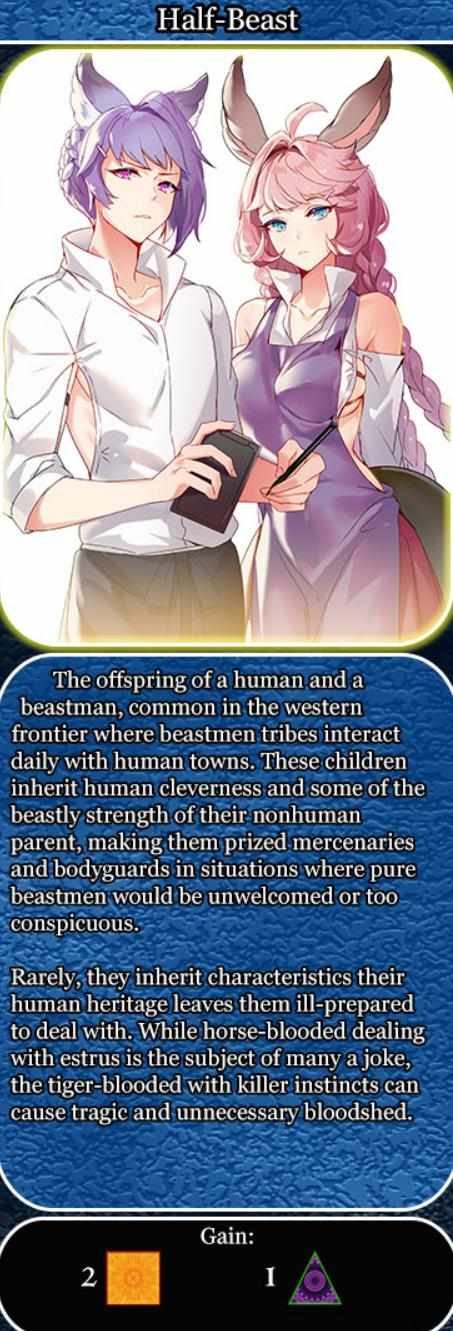 Half-Beast
The offspring of a human and a
beastman, common in the western
frontier where beastmen tribes interact
daily with human towns. These children
inherit human cleverness and some of the
beastly strength of their nonhuman
parent, making them prized mercenaries
and bodyguards in situations where pure
beastmen would be unwelcomed or too
conspicuous.
Rarely, they inherit characteristics their
human heritage leaves them ill-prepared
to deal with. While horse-blooded dealing
with estrus is the subject of many a joke,
the tiger-blooded with killer instincts can
cause tragic and unnecessary bloodshed.
Gain:
2 1